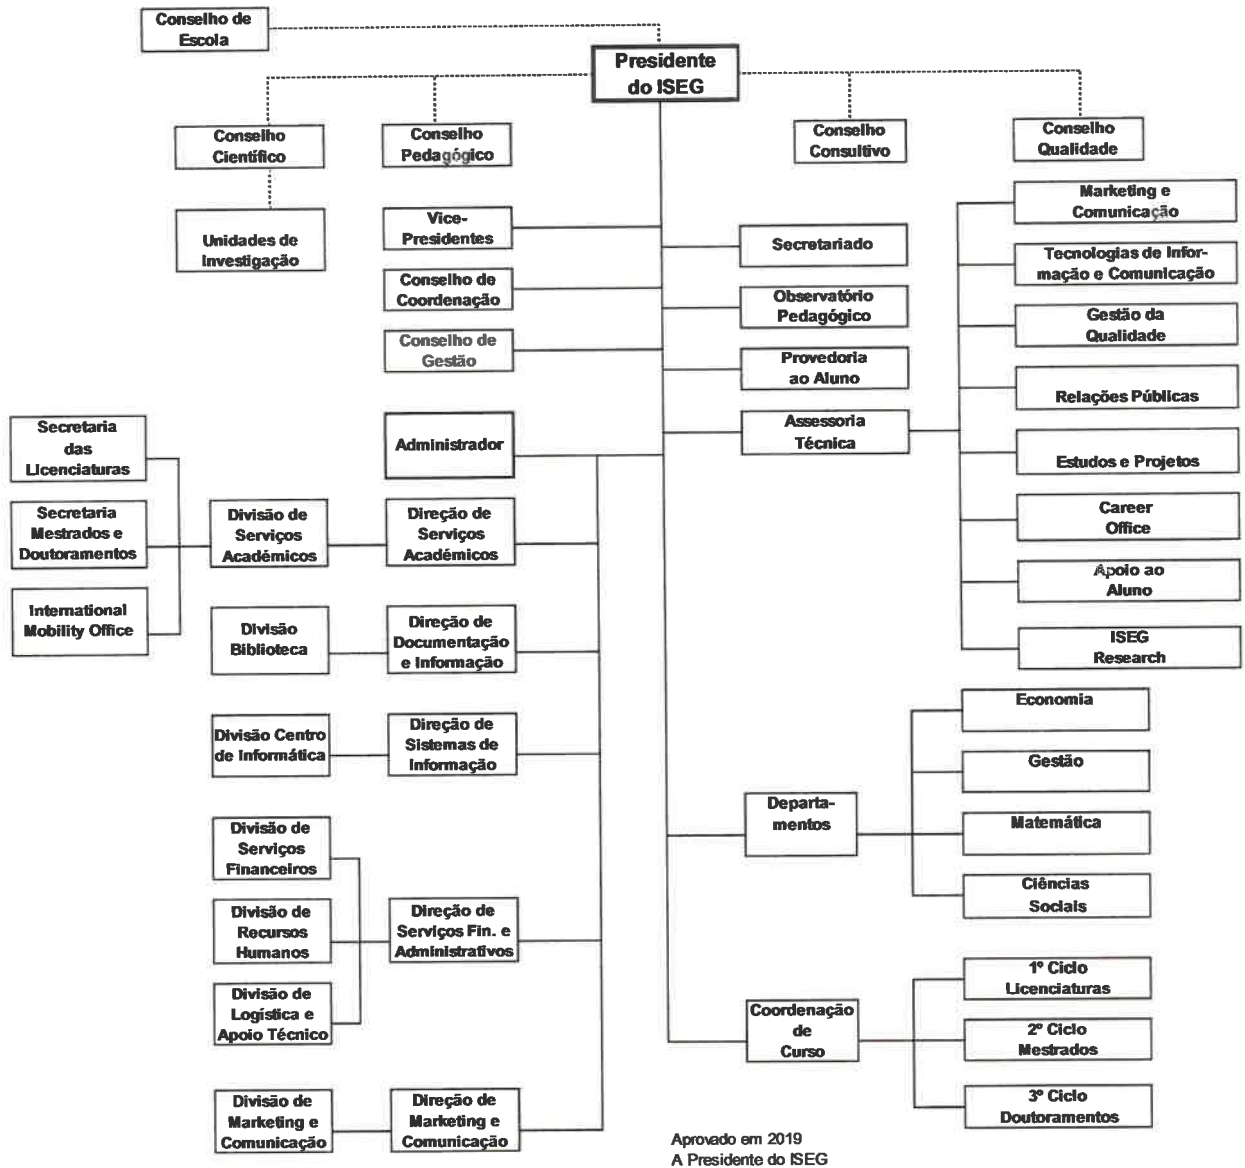 Conselho de
Escola
Presidente
do ISEG
Conselho
Científico
Conselho
Pedagógico
Conselho
Consultivo
Conselho
Qualidade
Unidades de
Investigação
Vice-
Presidentes
Conselho de
Coordenação
Conselho de
Gestão
Administrador
Secretariado
Observatório
Pedagógico
Provedoria
ao Aluno
Assessoria
Técnica
Marketing e
Comunicação
Tecnologias de Infor-
mação e Comunicação
Gestão da
Qualidade
Relações Públicas
Estudos e Projetos
Career
Office
Apoio ao
Aluno
ISEG
Research
Secretaria
das
Licenciaturas
Secretaria
Mestrados e
Doutoramentos
International
Mobility Office
Divisão de
Serviços
Académicos
Direção de
Serviços
Académicos
Divisão
Biblioteca
Direção de
Documentação
e Informação
Divisão Centro
de Informática
Direção de
Sistemas de
Informação
Divisão de
Serviços
Financeiros
Divisão de
Recursos
Humanos
Divisão de
Logística e
Apoio Técnico
Direção de
Serviços Fin. e
Administrativos
Divisão de
Marketing e
Comunicação
Direção de
Marketing e
Comunicação
Departa-
mentos
Economia
Gestão
Matemática
Ciências
Sociais
Coordenação
de
Curso
1º Ciclo
Licenciaturas
2º Ciclo
Mestrados
3º Ciclo
Doutoramentos
Aprovado em 2019
A Presidente do ISEG